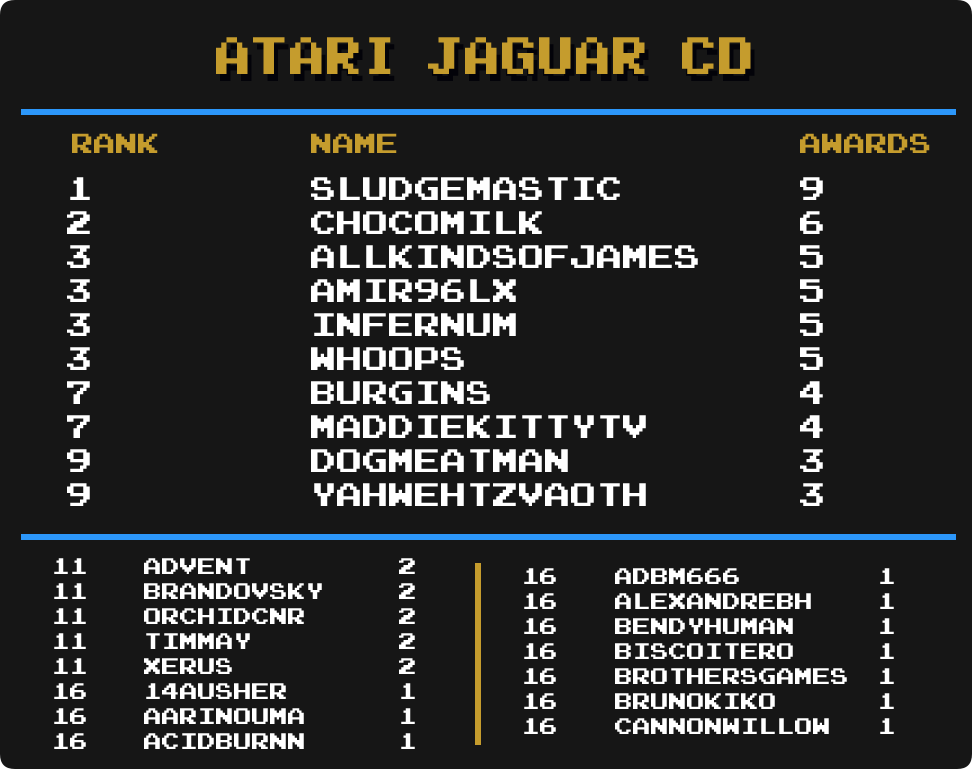 ATARI JAGUAR CD
RANK NAME AWARDS
1 SLUDGEMASTIC 9
2 CHOCOMILK 6
3 ALLKINDSOFJAMES 5
3 AMIR96LX 5
3 INFERNUM 5
3 WHOOPS 5
7 BURGINS 4
7 MADDIEKITTYTV 4
9 DOGMEATMAN 3
9 YAHWEHTZVAOTH 3
11 ADVENT 2
11 BRANDOVSKY 2
11 ORCHIDCNR 2
11 TIMMAY 2
11 XERUS 2
16 14AUSHER 1
16 AARINOUMA 1
16 ACIDBURNN 1
16 ADBM666 1
16 ALEXANDREBH 1
16 BENDYHUMAN 1
16 BISCOITERO 1
16 BROTHERSGAMES 1
16 BRUNOKIKO 1
16 CANNONWILLOW 1